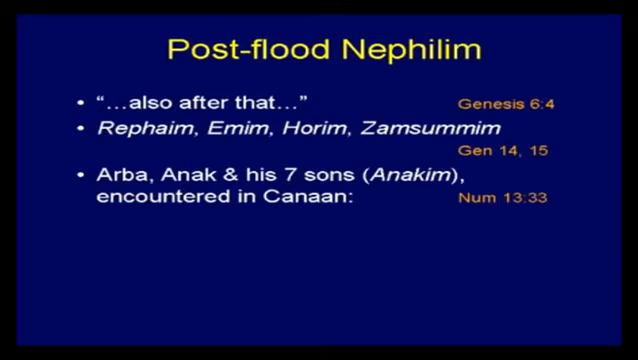 Post-flood Nephilim
• “…also after that…” Genesis 6:4
• Rephaim, Emim, Horim, Zamsummim
Gen 14, 15
• Arba, Anak & his 7 sons (Anakim),
encountered in Canaan: Num 13:33